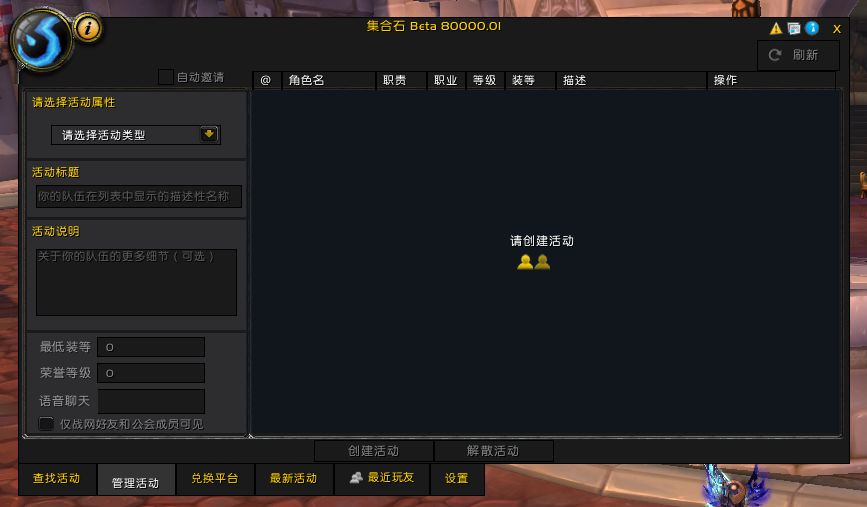 集合石 Beta 80000.01
刷新
自动邀请
@ 角色名 职责 职业 等级 装等 描述 操作
请选择活动属性
请选择活动类型
活动标题
你的队伍在列表中显示的描述性名称
活动说明
关于你的队伍的更多细节（可选）
请创建活动
最低装等 0
荣誉等级 0
语音聊天
仅战网好友和公会成员可见
创建活动 解散活动
查找活动 管理活动 兑换平台 最新活动 最近玩友 设置